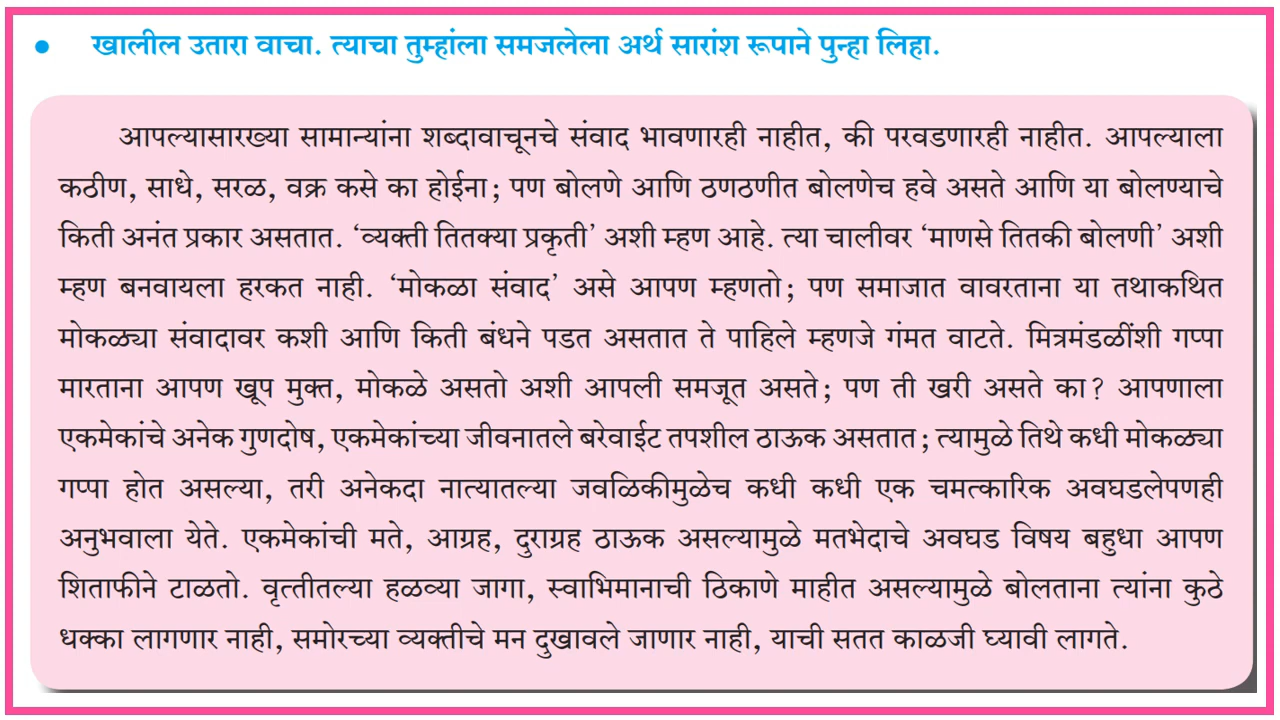 • खालील उतारा वाचा. त्याचा तुम्हांला समजलेला अर्थ सारांश रूपाने पुन्हा लिहा.
आपल्यासारख्या सामान्यांना शब्दावाचूनचे संवाद भावणारही नाहीत, की परवडणारही नाहीत. आपल्याला
कठीण, साधे, सरळ, वक्र कसे का होईना; पण बोलणे आणि ठणठणीत बोलणेच हवे असते आणि या बोलण्याचे
किती अनंत प्रकार असतात. ‘व्यक्ती तितक्या प्रकृती’ अशी म्हण आहे. त्या चालीवर ‘माणसे तितकी बोलणी’ अशी
म्हण बनवायला हरकत नाही. ‘मोकळा संवाद’ असे आपण म्हणतो; पण समाजात वावरताना या तथाकथित
मोकळ्या संवादावर कशी आणि किती बंधने पडत असतात ते पाहिले म्हणजे गंमत वाटते. मित्रमंडळींशी गप्पा
मारताना आपण खूप मुक्त, मोकळे असतो अशी आपली समजूत असते; पण ती खरी असते का? आपणाला
एकमेकांचे अनेक गुणदोष, एकमेकांच्या जीवनातले बरेवाईट तपशील ठाऊक असतात; त्यामुळे तिथे कधी मोकळ्या
गप्पा होत असल्या, तरी अनेकदा नात्यातल्या जवळिकीमुळेच कधी कधी एक चमत्कारिक अवघडलेपणही
अनुभवाला येते. एकमेकांची मते, आग्रह, दुराग्रह ठाऊक असल्यामुळे मतभेदाचे अवघड विषय बहुधा आपण
शिताफीने टाळतो. वृत्तीतल्या हळव्या जागा, स्वाभिमानाची ठिकाणे माहीत असल्यामुळे बोलताना त्यांना कुठे
धक्का लागणार नाही, समोरच्या व्यक्तीचे मन दुखावले जाणार नाही, याची सतत काळजी घ्यावी लागते.